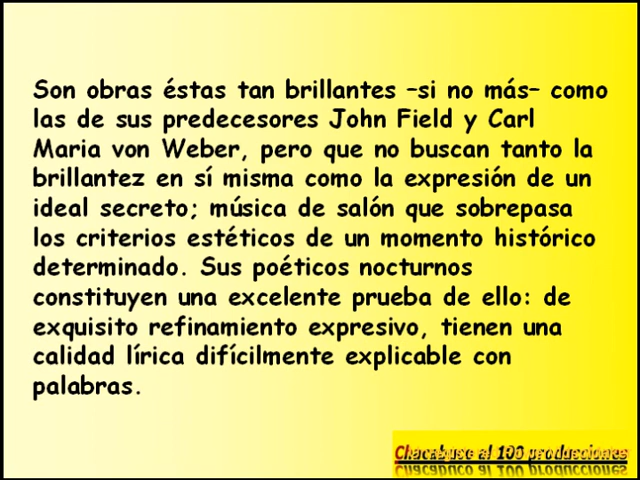 Son obras éstas tan brillantes –si no más– como
las de sus predecesores John Field y Carl
Maria von Weber, pero que no buscan tanto la
brillantez en sí misma como la expresión de un
ideal secreto; música de salón que sobrepasa
los criterios estéticos de un momento histórico
determinado. Sus poéticos nocturnos
constituyen una excelente prueba de ello: de
exquisito refinamiento expresivo, tienen una
calidad lírica difícilmente explicable con
palabras.
Chacabuco al 100 producciones